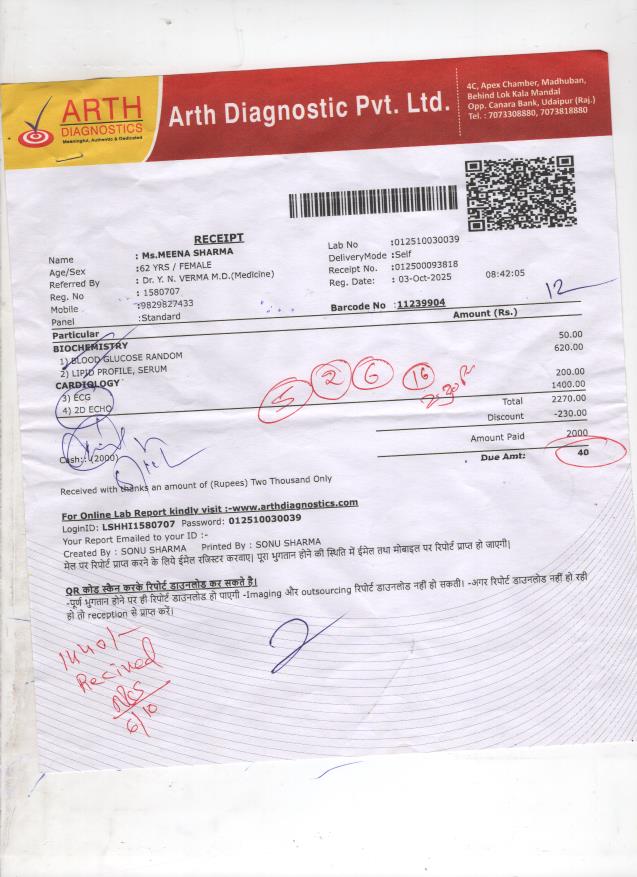 ARTH
DIAGNOSTICS
Meaningful, Authentic & Dedicated
Arth Diagnostic Pvt. Ltd.
4C, Apex Chamber, Madhuban,
Behind Lok Kala Mandal
Opp. Canara Bank, Udaipur (Raj.)
Tel. : 7073308880, 7073818880
RECEIPT
Name : Ms.MEENA SHARMA
Lab No :012510030039
Age/Sex :62 YRS / FEMALE
DeliveryMode :Self
Referred By : Dr. Y. N. VERMA M.D.(Medicine)
Receipt No. :012500093818
Reg. No : 1580707
Reg. Date: : 03-Oct-2025 08:42:05
Mobile :9829827433
Panel :Standard
Barcode No :11239904
12
Particular Amount (Rs.)
BIOCHEMISTRY
1) BLOOD GLUCOSE RANDOM 50.00
2) LIPID PROFILE, SERUM 620.00
CARDIOLOGY
3) ECG 200.00
4) 2D ECHO 1400.00
5 2 6 16
Total 2270.00
Discount -230.00
Cash:: (2000)
Amount Paid 2000
Due Amt: 40
Received with thanks an amount of (Rupees) Two Thousand Only
For Online Lab Report kindly visit :-www.arthdiagnostics.com
LoginID: LSHHI1580707 Password: 012510030039
Your Report Emailed to your ID :-
Created By : SONU SHARMA Printed By : SONU SHARMA
मेल पर रिपोर्ट प्राप्त करने के लिये ईमेल रजिस्टर करवाए। पूरा भुगतान होने की स्थिति में ईमेल तथा मोबाइल पर रिपोर्ट प्राप्त हो जाएगी।
QR कोड स्कैन करके रिपोर्ट डाउनलोड कर सकते है।
-पूर्ण भुगतान होने पर ही रिपोर्ट डाउनलोड हो पाएगी -Imaging और outsourcing रिपोर्ट डाउनलोड नहीं हो सकती। -अगर रिपोर्ट डाउनलोड नहीं हो रही
हो तो reception से प्राप्त करें।
Recived
6/10
2